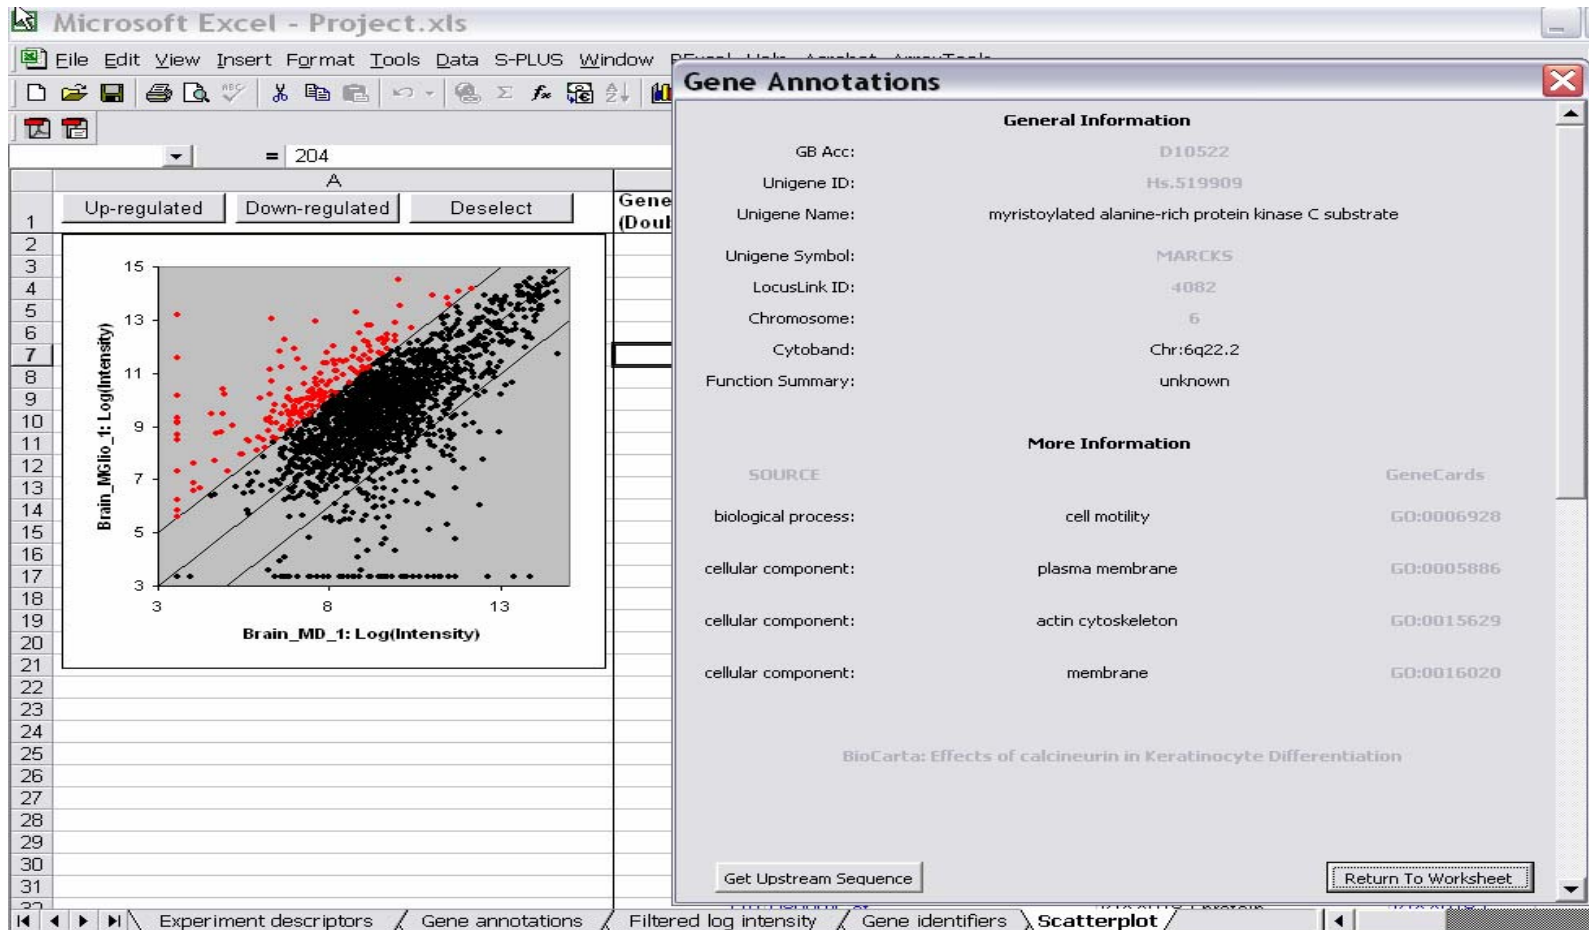 Microsoft Excel - Project.xls
File Edit View Insert Format Tools Data S-PLUS Window
Gene Annotations
General Information
GB Acc: D10522
Unigene ID: Hs.519909
Unigene Name: myristoylated alanine-rich protein kinase C substrate
Unigene Symbol: MARCKS
LocusLink ID: 4082
Chromosome: 6
Cytoband: Chr:6q22.2
Function Summary: unknown
More Information
SOURCE GeneCards
biological process: cell motility GO:0006928
cellular component: plasma membrane GO:0005886
cellular component: actin cytoskeleton GO:0015629
cellular component: membrane GO:0016020
BioCarta: Effects of calcineurin in Keratinocyte Differentiation
Get Upstream Sequence Return To Worksheet
= 204
A
Up-regulated Down-regulated Deselect
Gene
(Doul
1
2
3
4
5
6
7
8
9
10
11
12
13
14
15
16
17
18
19
20
21
22
23
24
25
26
27
28
29
30
31
15
13
11
9
7
5
3
3 8 13
Brain_MGlio_1: Log(Intensity)
Brain_MD_1: Log(Intensity)
Experiment descriptors Gene annotations Filtered log intensity Gene identifiers Scatterplot